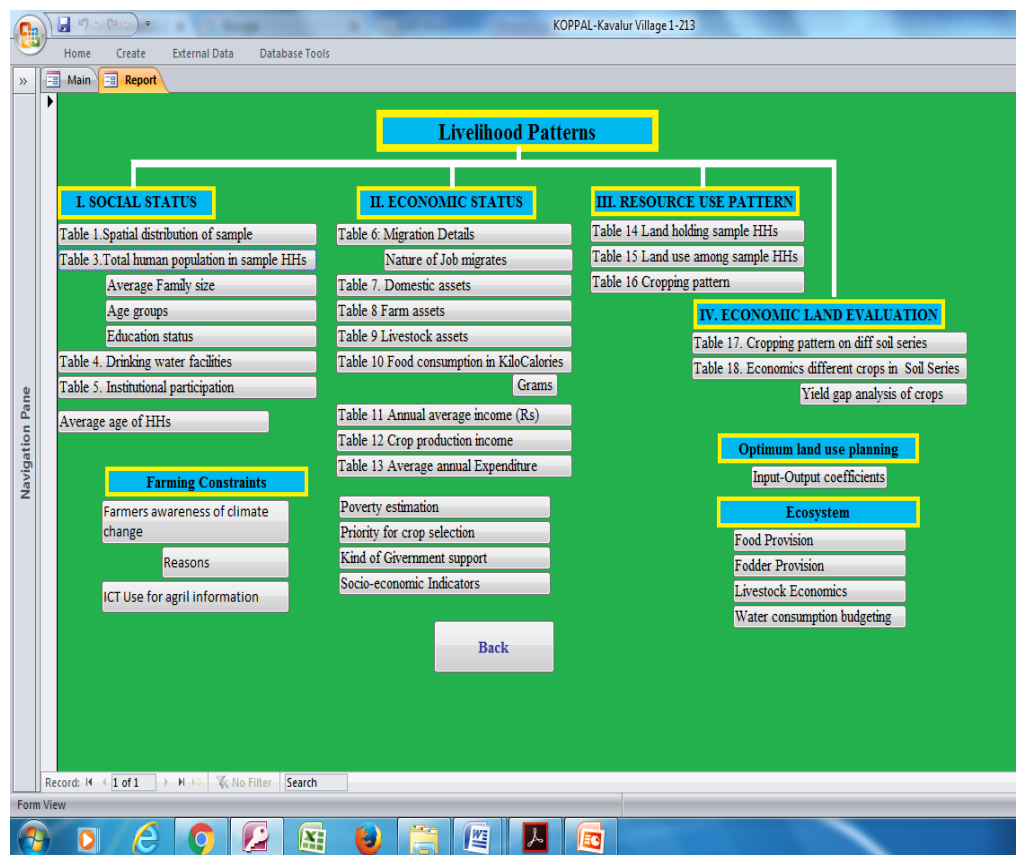 KOPPAL-Kavalur Village 1-213
Home Create External Data Database Tools
» Main Report
Navigation Pane
Livelihood Patterns
I. SOCIAL STATUS
Table 1.Spatial distribution of sample
Table 3.Total human population in sample HHs
Average Family size
Age groups
Education status
Table 4. Drinking water facilities
Table 5. Institutional participation
Average age of HHs
Farming Constraints
Farmers awareness of climate
change
Reasons
ICT Use for agril information
II. ECONOMIC STATUS
Table 6: Migration Details
Nature of Job migrates
Table 7. Domestic assets
Table 8 Farm assets
Table 9 Livestock assets
Table 10 Food consumption in KiloCalories
Grams
Table 11 Annual average income (Rs)
Table 12 Crop production income
Table 13 Average annual Expenditure
Poverty estimation
Priority for crop selection
Kind of Givernment support
Socio-economic Indicators
Back
III. RESOURCE USE PATTERN
Table 14 Land holding sample HHs
Table 15 Land use among sample HHs
Table 16 Cropping pattern
IV. ECONOMIC LAND EVALUATION
Table 17. Cropping pattern on diff soil series
Table 18. Economics different crops in Soil Series
Yield gap analysis of crops
Optimum land use planning
Input-Output coefficients
Ecosystem
Food Provision
Fodder Provision
Livestock Economics
Water consumption budgeting
Record: 1 of 1 No Filter Search
Form View